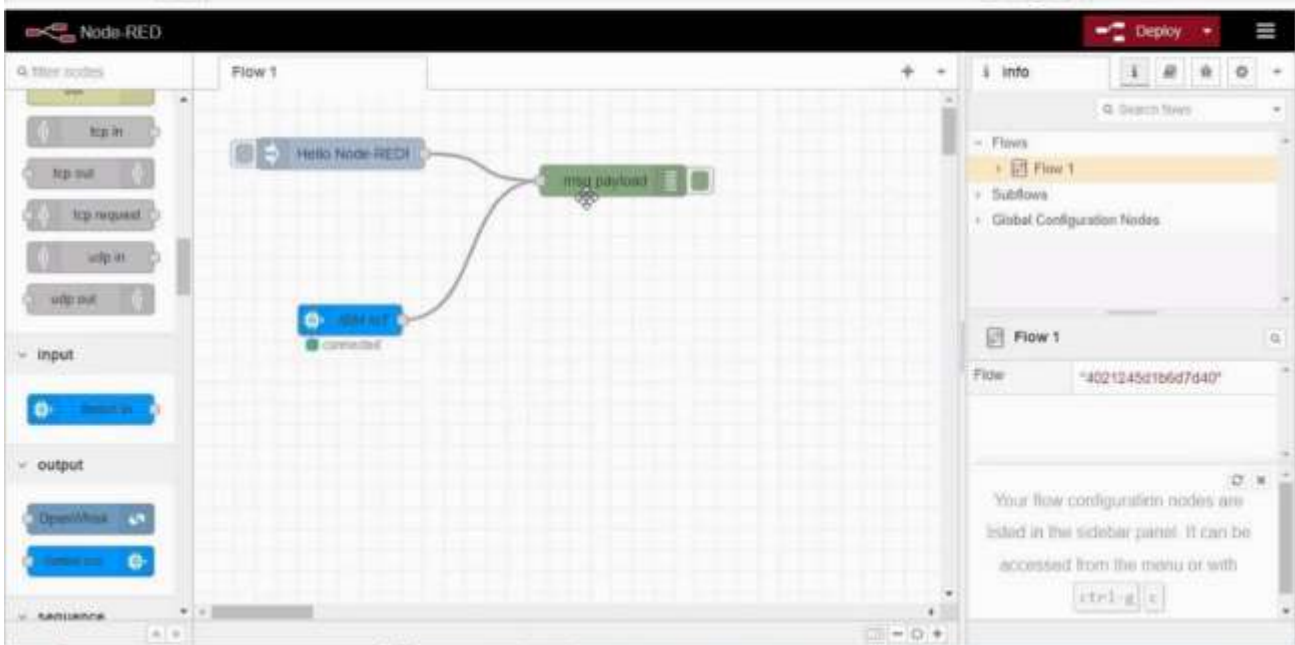 Node-RED
Deploy
filter nodes
Flow 1
info
i
tcp in
tcp out
tcp request
udp in
udp out
input
output
OpenWhisk
sequence
Hello Node-RED!
msg.payload
IBM IoT
connected
Search flows
Flows
Flow 1
Subflows
Global Configuration Nodes
Flow 1
Flow
"4021245d1b6d7d40"
Your flow configuration nodes are
listed in the sidebar panel. It can be
accessed from the menu or with
ctrl-g c